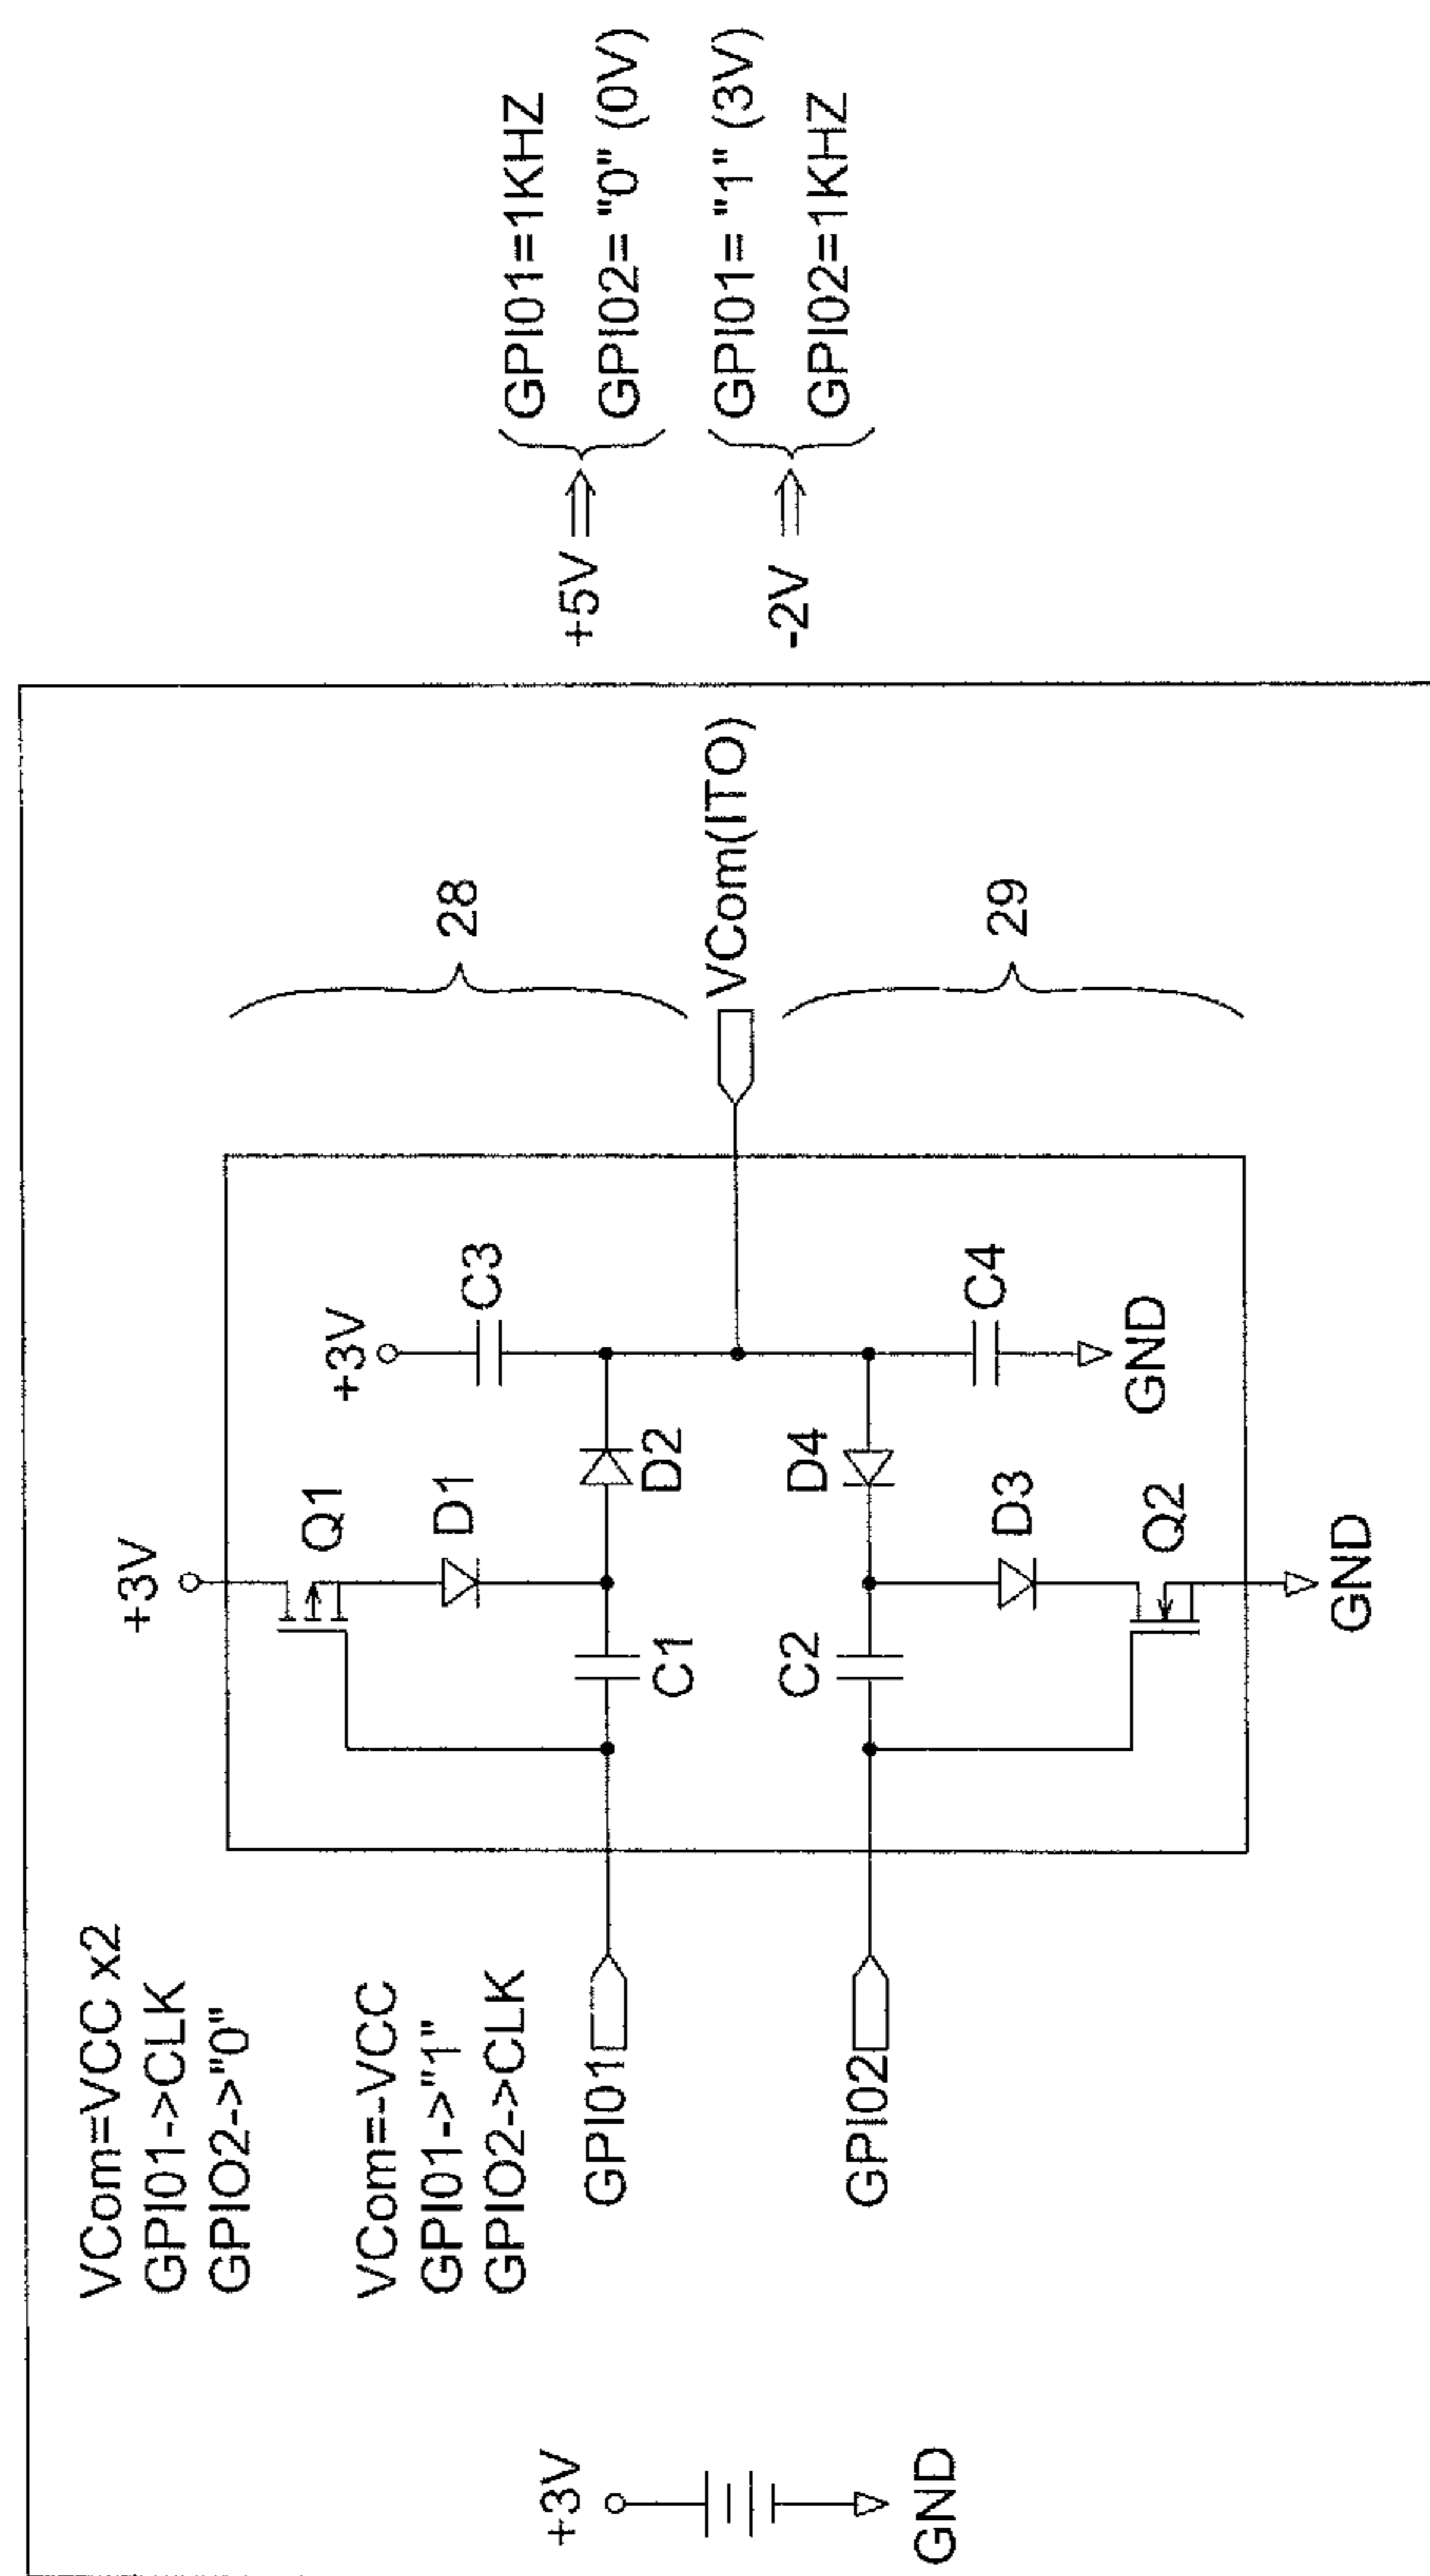 VCom=VCC x2
GPI01->CLK
GPIO2->"0"
VCom=-VCC
GPI01->"1"
GPIO2->CLK
+3V
GND
GPI01
GPI02
+3V
Q1
D1
C1
+3V
C3
D2
D4
C2
D3
Q2
C4
GND
GND
28
VCom(ITO)
29
+5V
GPI01=1KHZ
GPI02= "0" (0V)
-2V
GPI01= "1" (3V)
GPI02=1KHZ